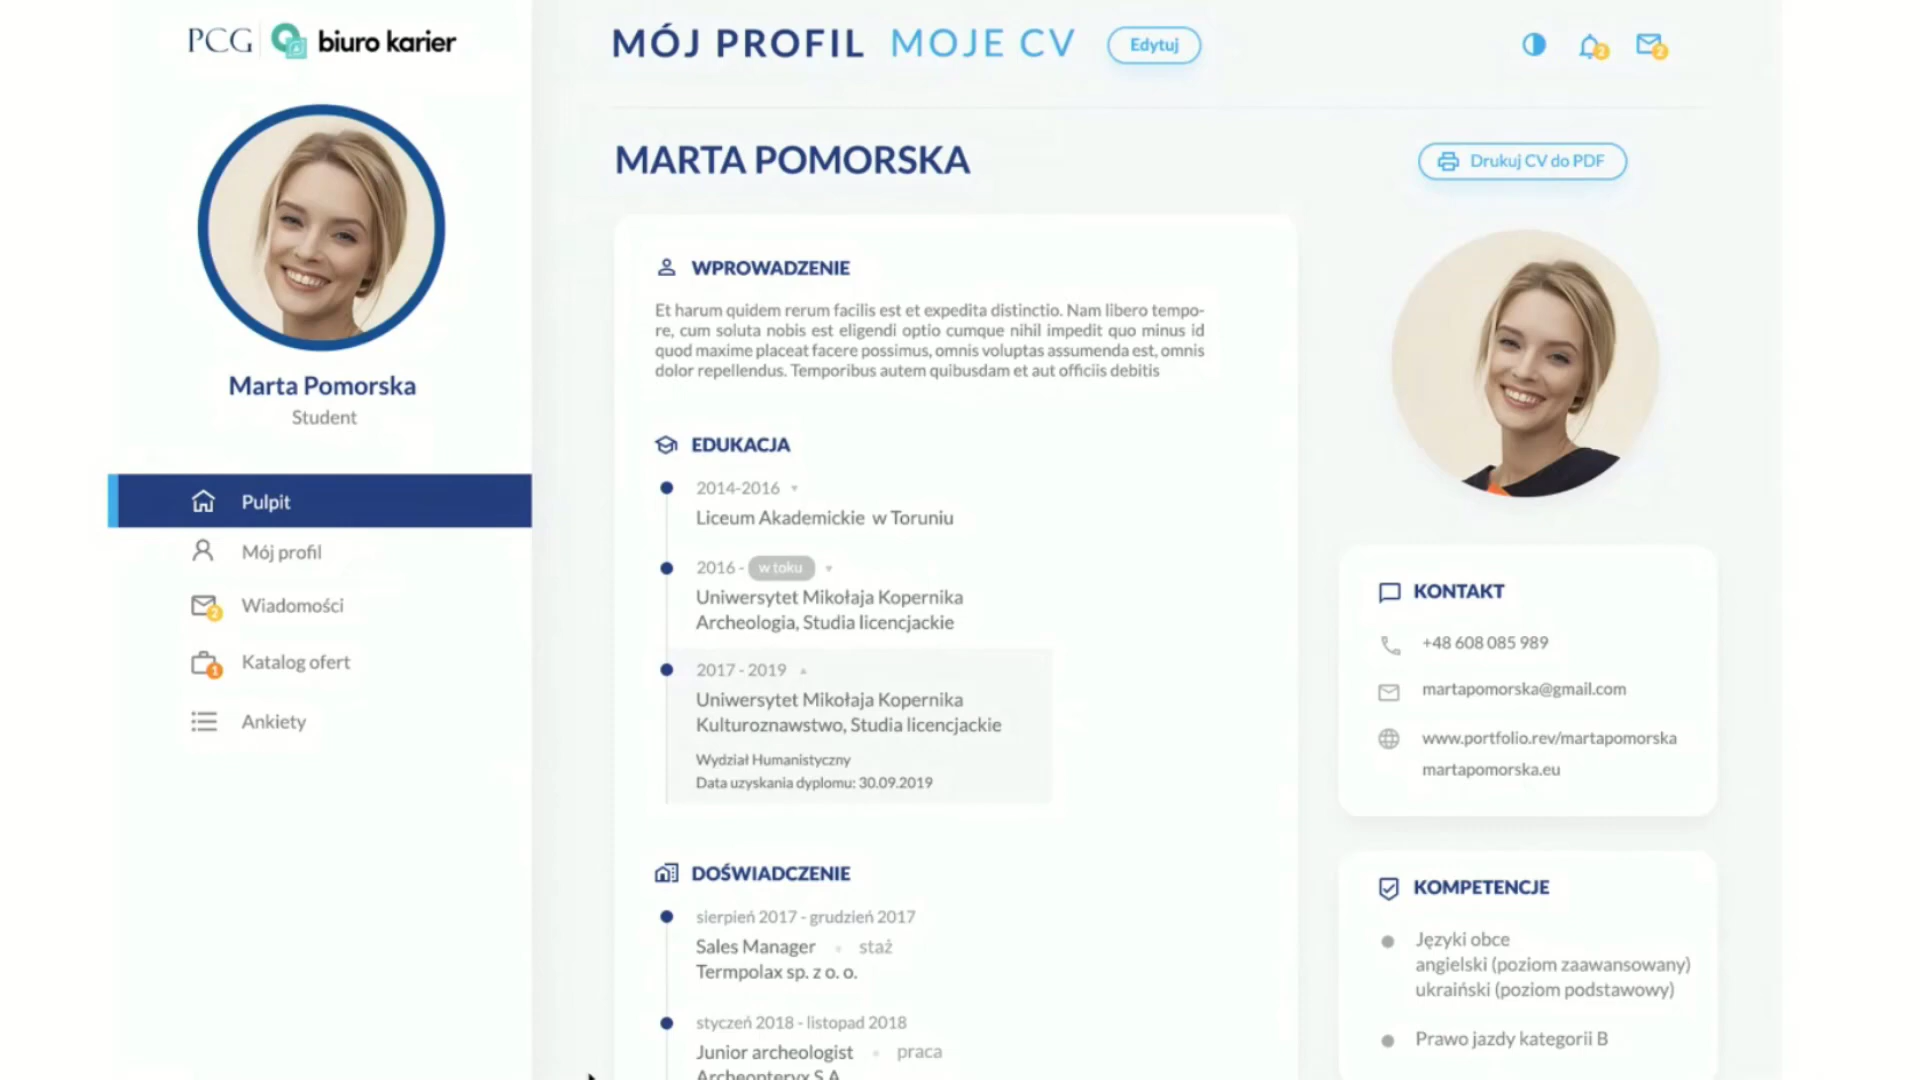 PCG biuro karier
Marta Pomorska
Student
Pulpit
Mój profil
Wiadomości
2
Katalog ofert
1
Ankiety
MÓJ PROFIL MOJE CV Edytuj
2
2
MARTA POMORSKA
Drukuj CV do PDF
WPROWADZENIE
Et harum quidem rerum facilis est et expedita distinctio. Nam libero tempo-
re, cum soluta nobis est eligendi optio cumque nihil impedit quo minus id
quod maxime placeat facere possimus, omnis voluptas assumenda est, omnis
dolor repellendus. Temporibus autem quibusdam et aut officiis debitis
EDUKACJA
2014-2016
Liceum Akademickie w Toruniu
2016 - w toku
Uniwersytet Mikołaja Kopernika
Archeologia, Studia licencjackie
2017 - 2019
Uniwersytet Mikołaja Kopernika
Kulturoznawstwo, Studia licencjackie
Wydział Humanistyczny
Data uzyskania dyplomu: 30.09.2019
DOŚWIADCZENIE
sierpień 2017 - grudzień 2017
Sales Manager staż
Termpolax sp. z o. o.
styczeń 2018 - listopad 2018
Junior archeologist praca
Archeopteryx S.A.
KONTAKT
+48 608 085 989
martapomorska@gmail.com
www.portfolio.rev/martapomorska
martapomorska.eu
KOMPETENCJE
Języki obce
angielski (poziom zaawansowany)
ukraiński (poziom podstawowy)
Prawo jazdy kategorii B